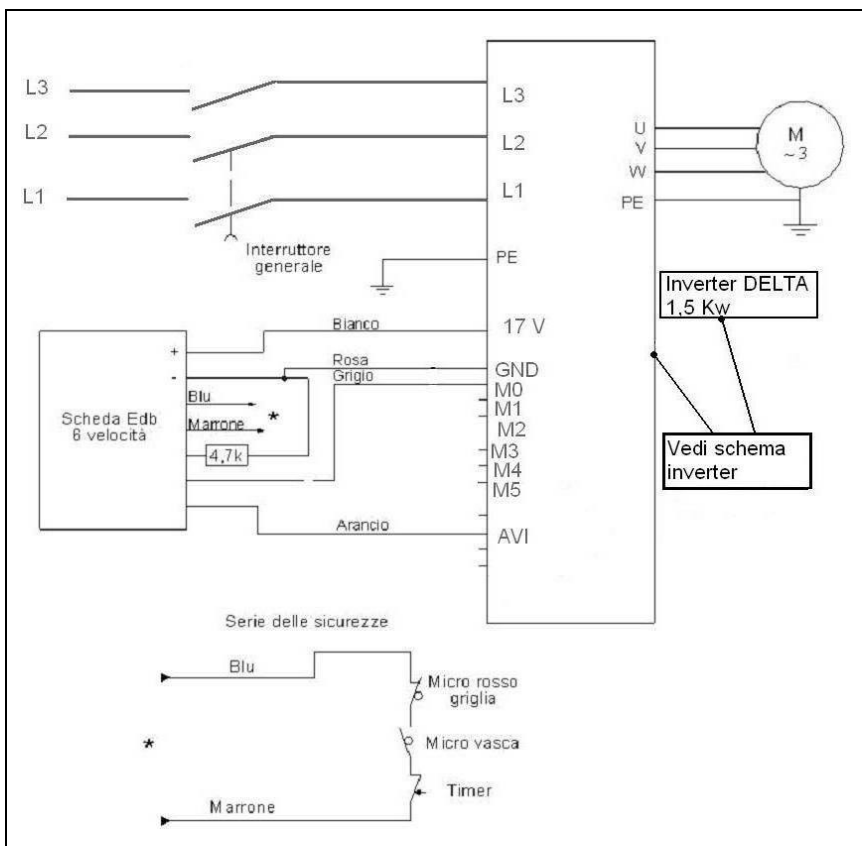 L3
L2
L1
Interruttore
generale
L3
L2
L1
PE
U
V
W
PE
M
~3
Inverter DELTA
1,5 Kw
Vedi schema
inverter
Scheda Edb
6 velocità
+
-
Bianco
Rosa
Grigio
Blu
Marrone
*
4,7k
Arancio
17 V
GND
M0
M1
M2
M3
M4
M5
AVI
Serie delle sicurezze
Blu
Micro rosso
griglia
*
Micro vasca
Timer
Marrone